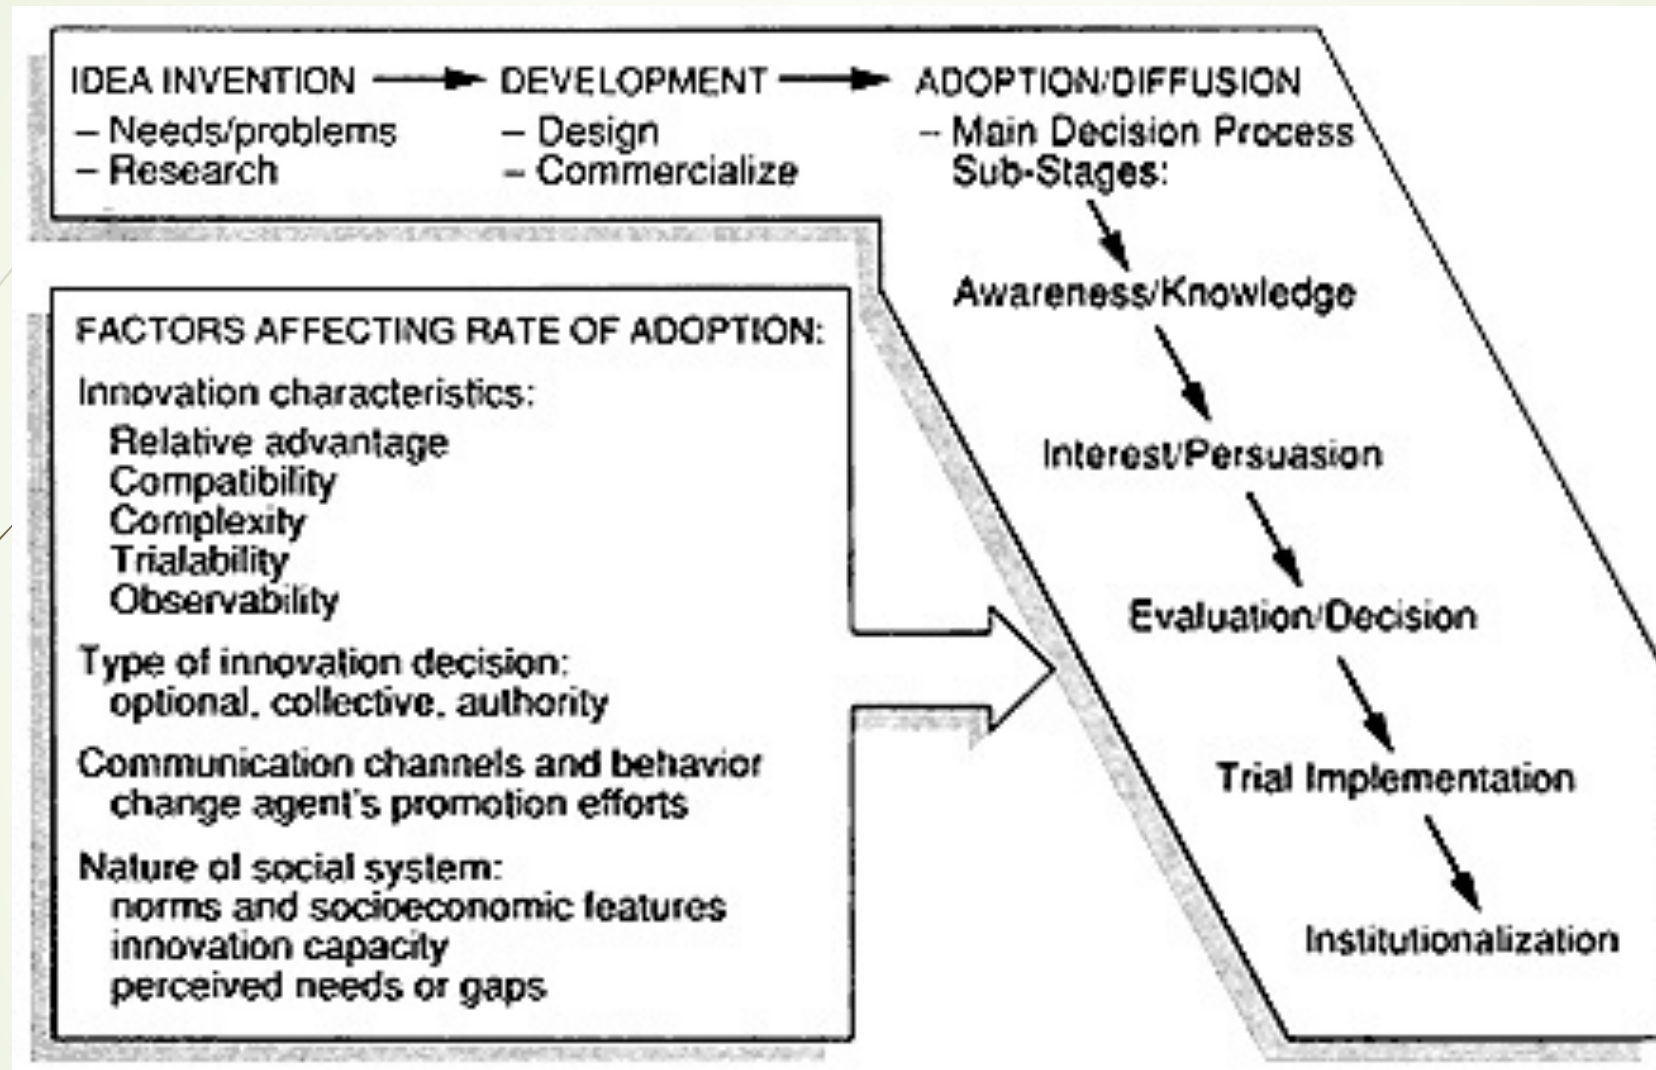 IDEA INVENTION
– Needs/problems
– Research
DEVELOPMENT
– Design
– Commercialize
ADOPTION/DIFFUSION
– Main Decision Process
Sub-Stages:
Awareness/Knowledge
Interest/Persuasion
Evaluation/Decision
Trial Implementation
Institutionalization
FACTORS AFFECTING RATE OF ADOPTION:
Innovation characteristics:
Relative advantage
Compatibility
Complexity
Trialability
Observability
Type of innovation decision:
optional, collective, authority
Communication channels and behavior
change agent's promotion efforts
Nature of social system:
norms and socioeconomic features
innovation capacity
perceived needs or gaps